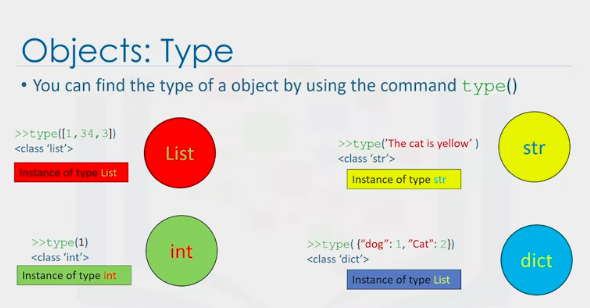 Objects: Type
• You can find the type of a object by using the command type()
>>type([1,34,3])
<class 'list'>
Instance of type List
List
>>type('The cat is yellow' )
<class 'str'>
Instance of type str
str
>>type(1)
<class 'int'>
Instance of type int
int
>>type( {"dog": 1, "Cat": 2})
<class 'dict'>
Instance of type List
dict